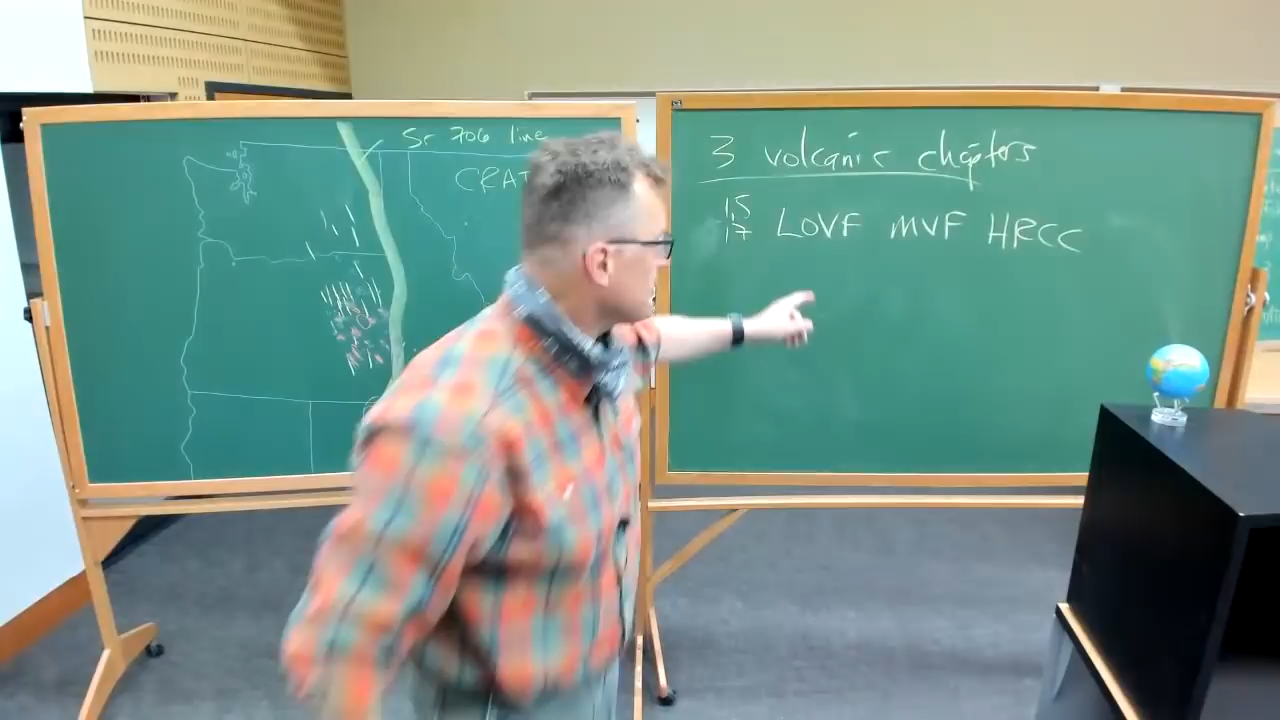 Sr 706 line
CRAT
3 volcanic chapters
15
17 LOVF MVF HRCC